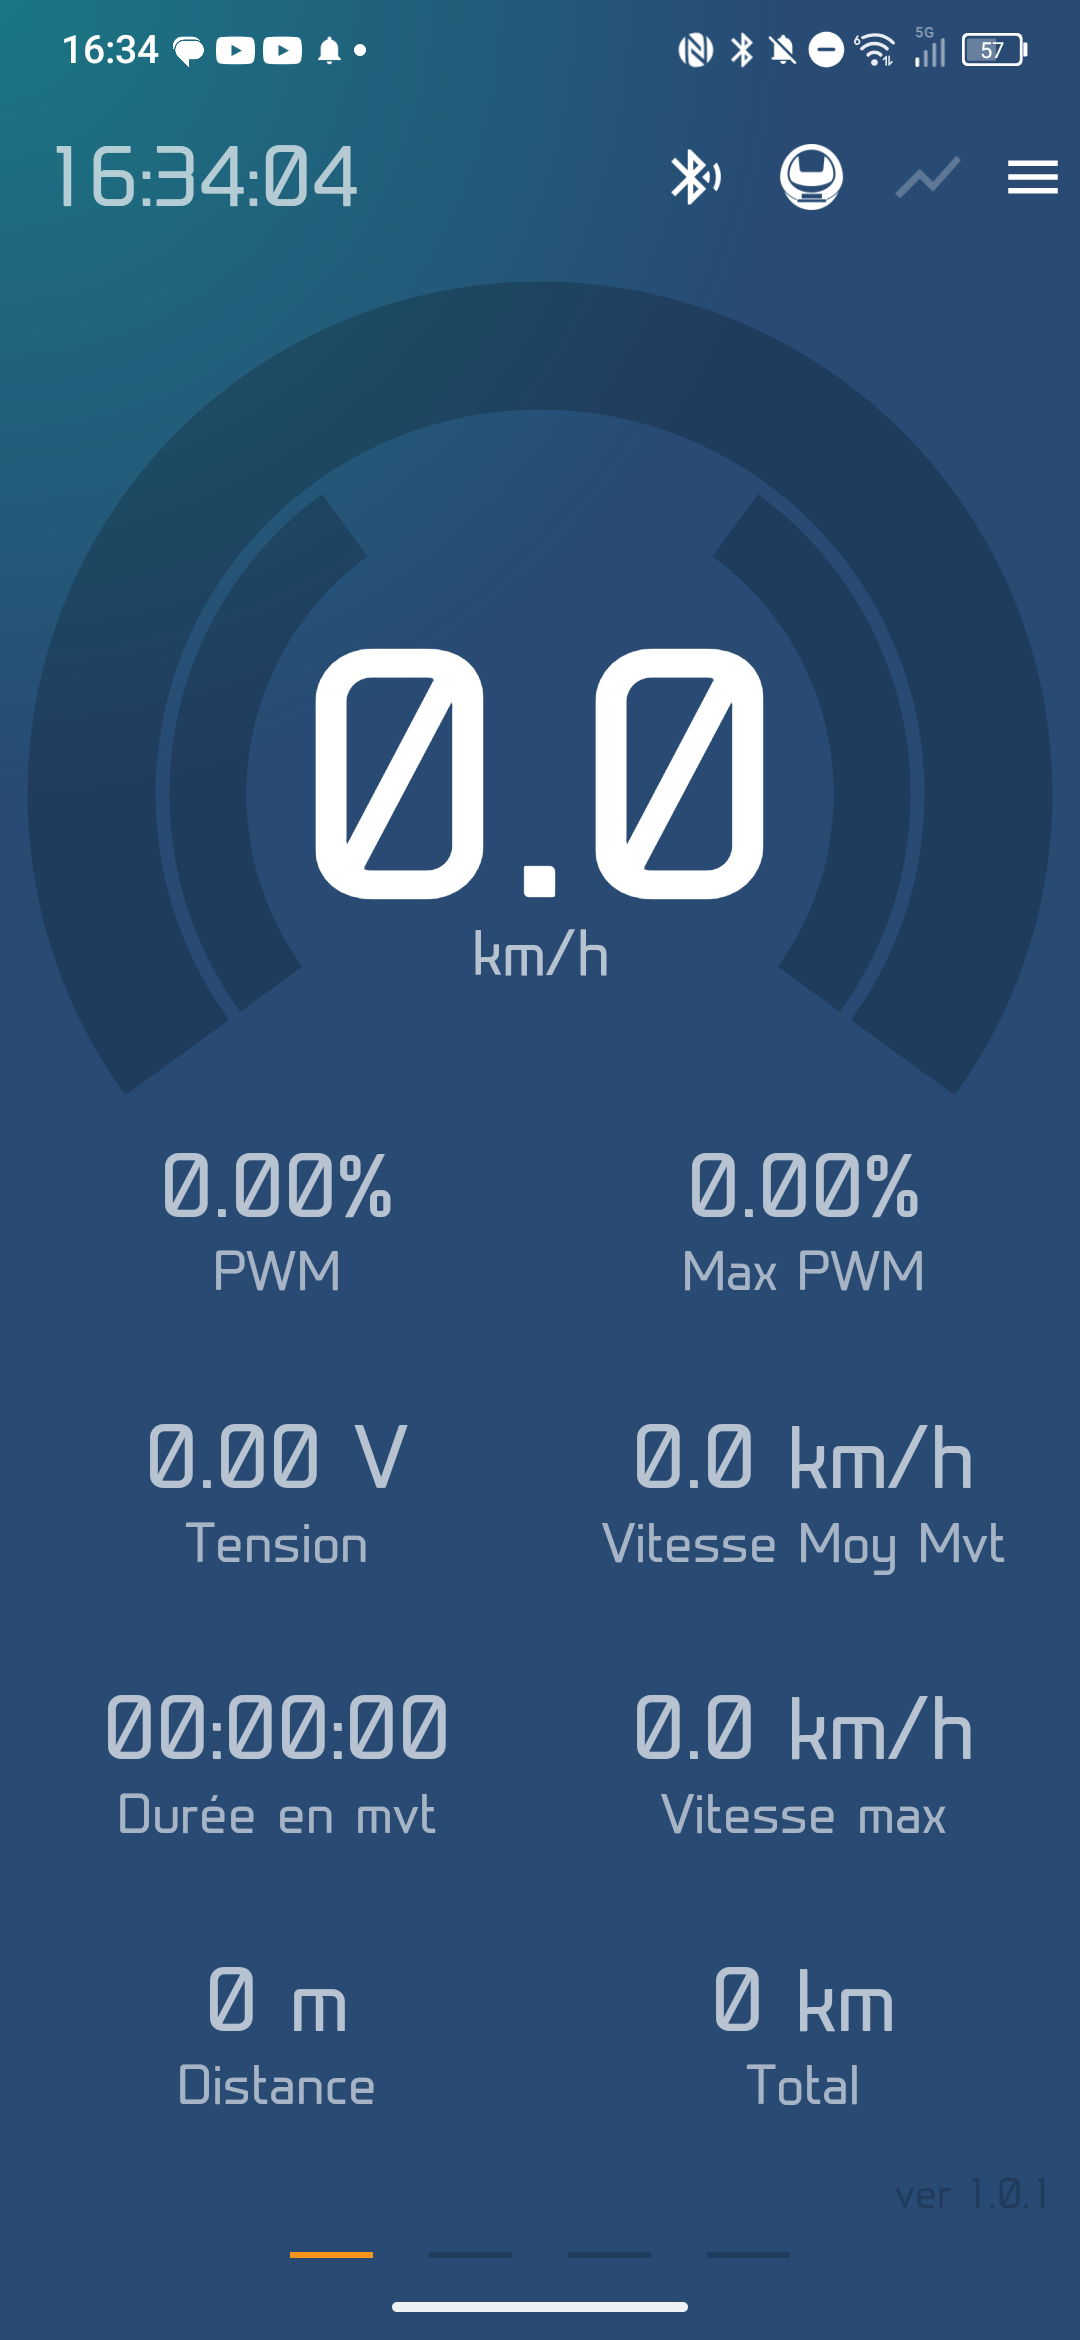 16:34
6
5G
57
16:34:04
0.0
km/h
0.00%
0.00%
PWM
Max PWM
0.00 V
0.0 km/h
Tension
Vitesse Moy Mvt
00:00:00
0.0 km/h
Durée en mvt
Vitesse max
0 m
0 km
Distance
Total
ver 1.0.1